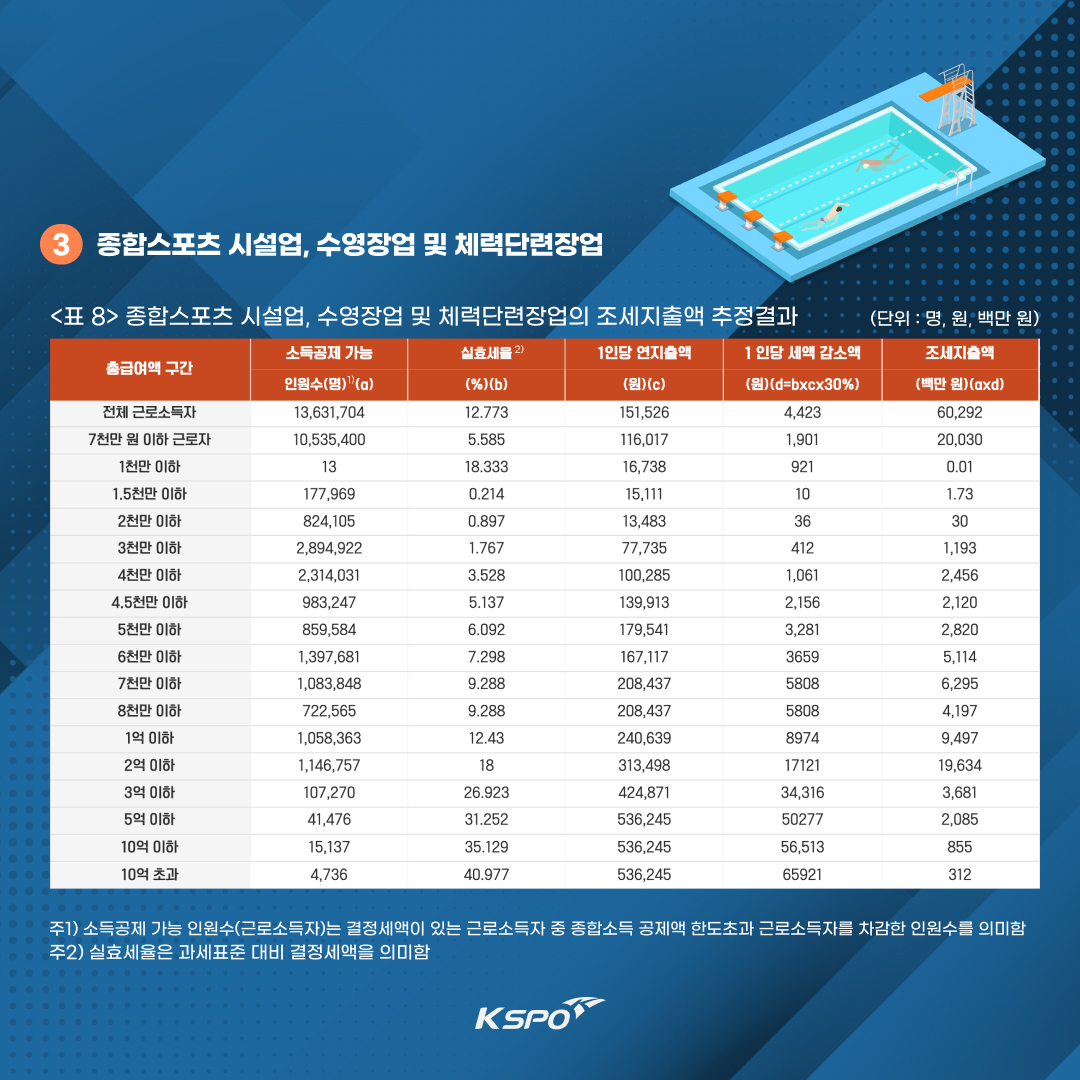 3 종합스포츠 시설업, 수영장업 및 체력단련장업
<표 8> 종합스포츠 시설업, 수영장업 및 체력단련장업의 조세지출액 추정결과 (단위 : 명, 원, 백만 원)
총급여액 구간 소득공제 가능 실효세율 2) 1인당 연지출액 1 인당 세액 감소액 조세지출액
인원수(명)1)(a) (%)(b) (원)(c) (원)(d=bxcx30%) (백만 원)(axd)
전체 근로소득자 13,631,704 12.773 151,526 4,423 60,292
7천만 원 이하 근로자 10,535,400 5.585 116,017 1,901 20,030
1천만 이하 13 18.333 16,738 921 0.01
1.5천만 이하 177,969 0.214 15,111 10 1.73
2천만 이하 824,105 0.897 13,483 36 30
3천만 이하 2,894,922 1.767 77,735 412 1,193
4천만 이하 2,314,031 3.528 100,285 1,061 2,456
4.5천만 이하 983,247 5.137 139,913 2,156 2,120
5천만 이하 859,584 6.092 179,541 3,281 2,820
6천만 이하 1,397,681 7.298 167,117 3659 5,114
7천만 이하 1,083,848 9.288 208,437 5808 6,295
8천만 이하 722,565 9.288 208,437 5808 4,197
1억 이하 1,058,363 12.43 240,639 8974 9,497
2억 이하 1,146,757 18 313,498 17121 19,634
3억 이하 107,270 26.923 424,871 34,316 3,681
5억 이하 41,476 31.252 536,245 50277 2,085
10억 이하 15,137 35.129 536,245 56,513 855
10억 초과 4,736 40.977 536,245 65921 312
주1) 소득공제 가능 인원수(근로소득자)는 결정세액이 있는 근로소득자 중 종합소득 공제액 한도초과 근로소득자를 차감한 인원수를 의미함
주2) 실효세율은 과세표준 대비 결정세액을 의미함
KSPO